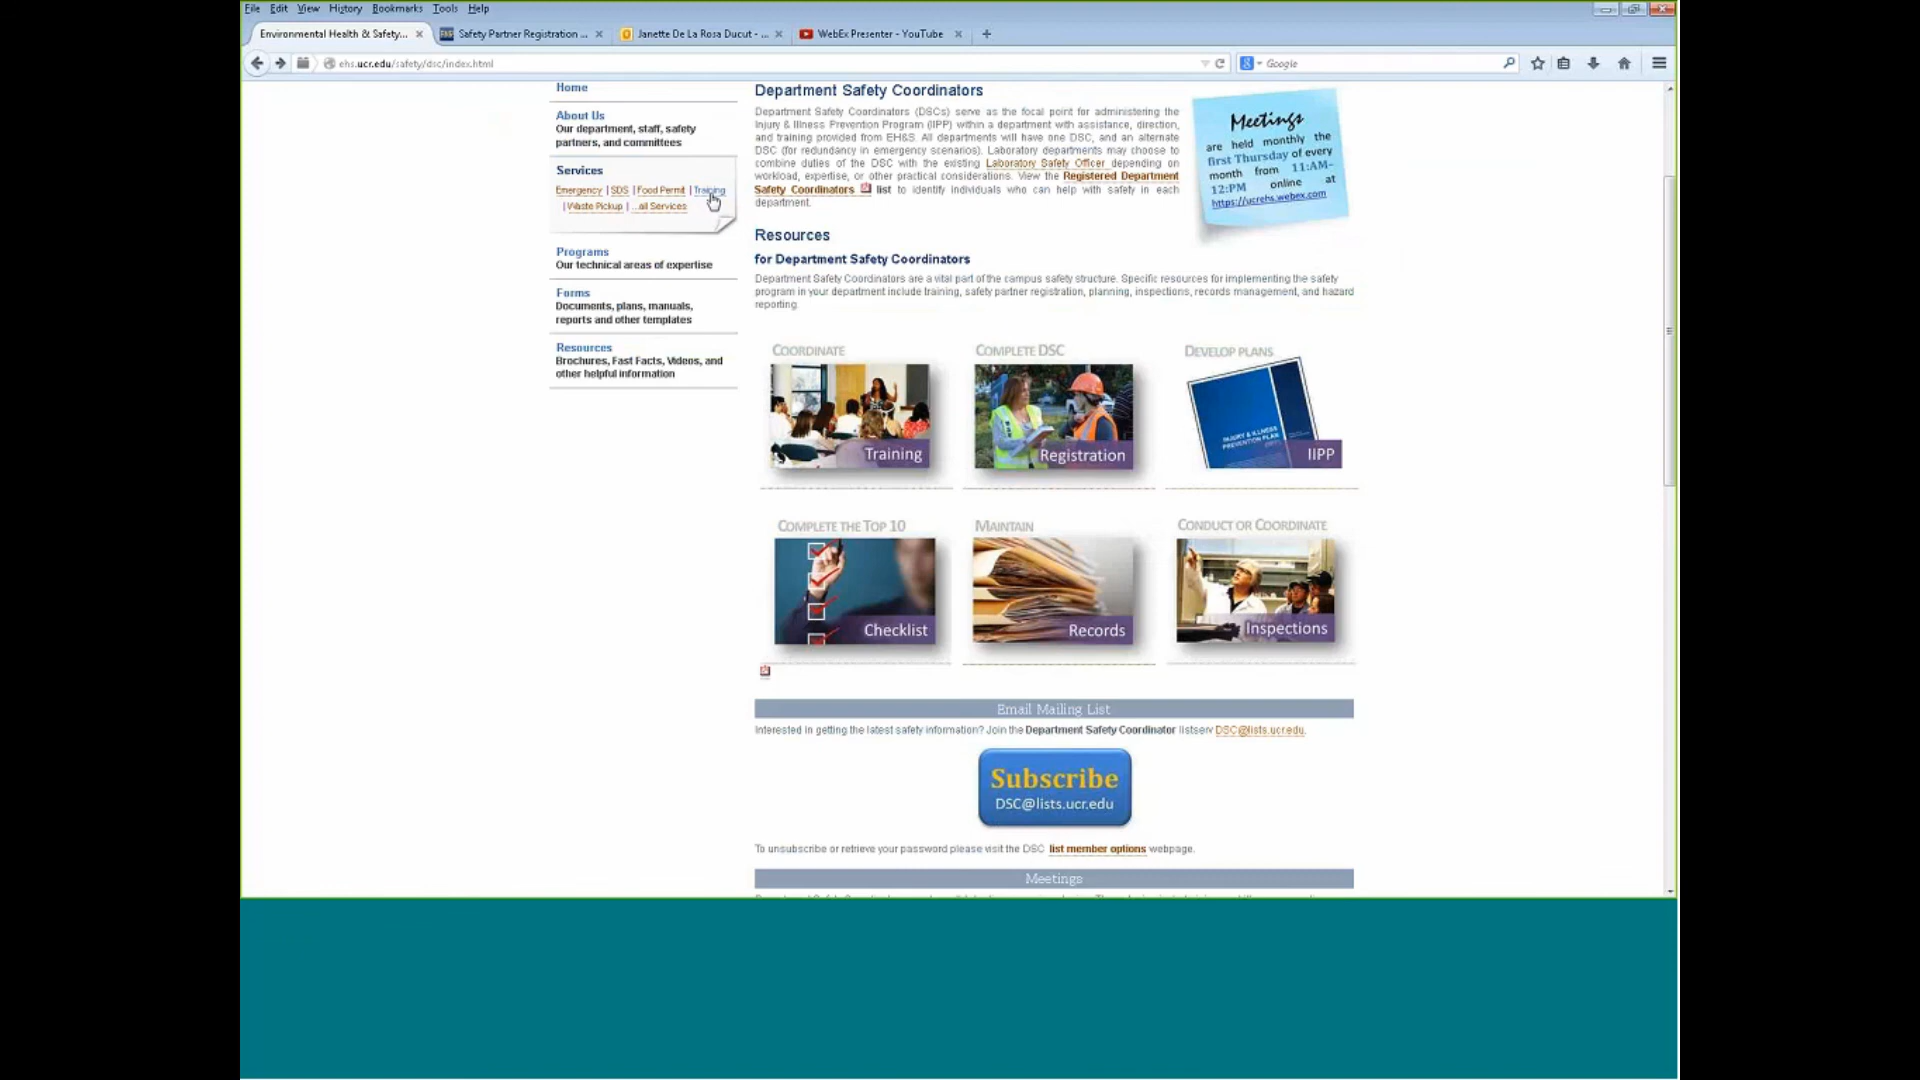 File Edit View History Bookmarks Tools Help
Environmental Health & Safety... × Safety Partner Registration ... × Janette De La Rosa Ducut - ... × WebEx Presenter - YouTube × +
ehs.ucr.edu/safety/dsc/index.html
Google
Home
About Us
Our department, staff, safety
partners, and committees
Services
Emergency | SDS | Food Permit | Training
| Waste Pickup | ...all Services
Programs
Our technical areas of expertise
Forms
Documents, plans, manuals,
reports and other templates
Resources
Brochures, Fast Facts, Videos, and
other helpful information
Department Safety Coordinators
Department Safety Coordinators (DSCs) serve as the focal point for administering the
Injury & Illness Prevention Program (IIPP) within a department with assistance, direction,
and training provided from EH&S. All departments will have one DSC, and an alternate
DSC (for redundancy in emergency scenarios). Laboratory departments may choose to
combine duties of the DSC with the existing Laboratory Safety Officer depending on
workload, expertise, or other practical considerations. View the Registered Department
Safety Coordinators list to identify individuals who can help with safety in each
department.
Meetings
are held monthly the
first Thursday of every
month from 11:AM-
12:PM online at
https://ucrehs.webex.com
Resources
for Department Safety Coordinators
Department Safety Coordinators are a vital part of the campus safety structure. Specific resources for implementing the safety
program in your department include training, safety partner registration, planning, inspections, records management, and hazard
reporting.
COORDINATE
Training
COMPLETE DSC
Registration
DEVELOP PLANS
INJURY & ILLNESS
PREVENTION PLAN
IIPP
COMPLETE THE TOP 10
Checklist
MAINTAIN
Records
CONDUCT OR COORDINATE
Inspections
Email Mailing List
Interested in getting the latest safety information? Join the Department Safety Coordinator listserv DSC@lists.ucr.edu.
Subscribe
DSC@lists.ucr.edu
To unsubscribe or retrieve your password please visit the DSC list member options webpage.
Meetings